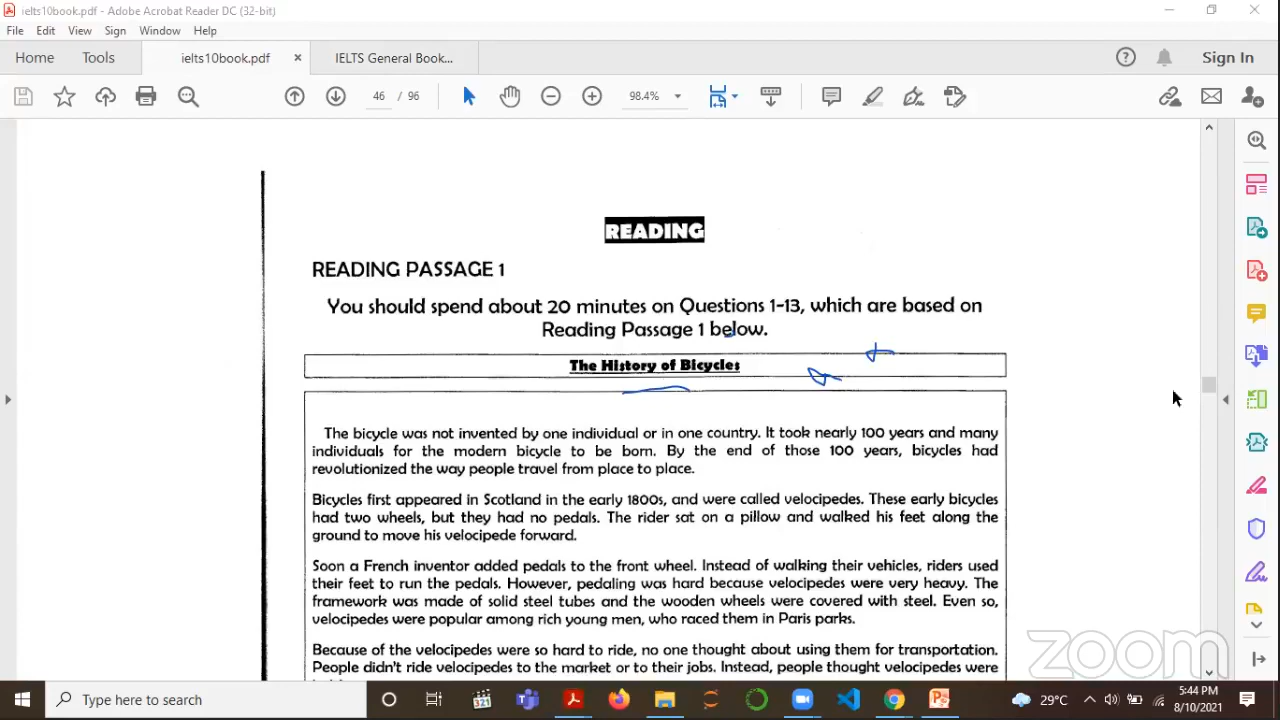 ielts10book.pdf - Adobe Acrobat Reader DC (32-bit)
File Edit View Sign Window Help
Home Tools ielts10book.pdf × IELTS General Book... Sign In
46 / 96 98.4%
READING
READING PASSAGE 1
You should spend about 20 minutes on Questions 1-13, which are based on
Reading Passage 1 below.
The History of Bicycles
The bicycle was not invented by one individual or in one country. It took nearly 100 years and many
individuals for the modern bicycle to be born. By the end of those 100 years, bicycles had
revolutionized the way people travel from place to place.
Bicycles first appeared in Scotland in the early 1800s, and were called velocipedes. These early bicycles
had two wheels, but they had no pedals. The rider sat on a pillow and walked his feet along the
ground to move his velocipede forward.
Soon a French inventor added pedals to the front wheel. Instead of walking their vehicles, riders used
their feet to run the pedals. However, pedaling was hard because velocipedes were very heavy. The
framework was made of solid steel tubes and the wooden wheels were covered with steel. Even so,
velocipedes were popular among rich young men, who raced them in Paris parks.
Because of the velocipedes were so hard to ride, no one thought about using them for transportation.
People didn't ride velocipedes to the market or to their jobs. Instead, people thought velocipedes were
zoom
Type here to search
29°C
5:44 PM
8/10/2021